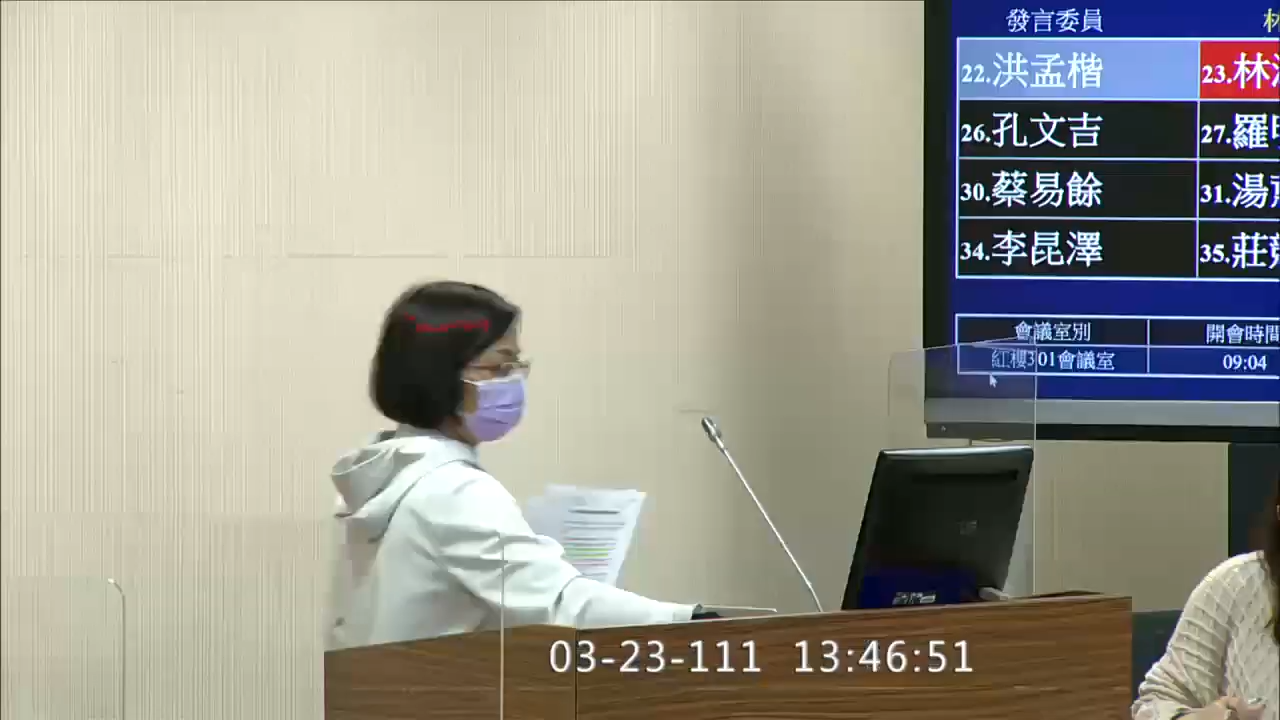 發言委員 林
22.洪孟楷 23.林
26.孔文吉 27.羅
30.蔡易餘 31.湯
34.李昆澤 35.莊
會議室別 開會時間
紅樓301會議室 09:04
03-23-111 13:46:51